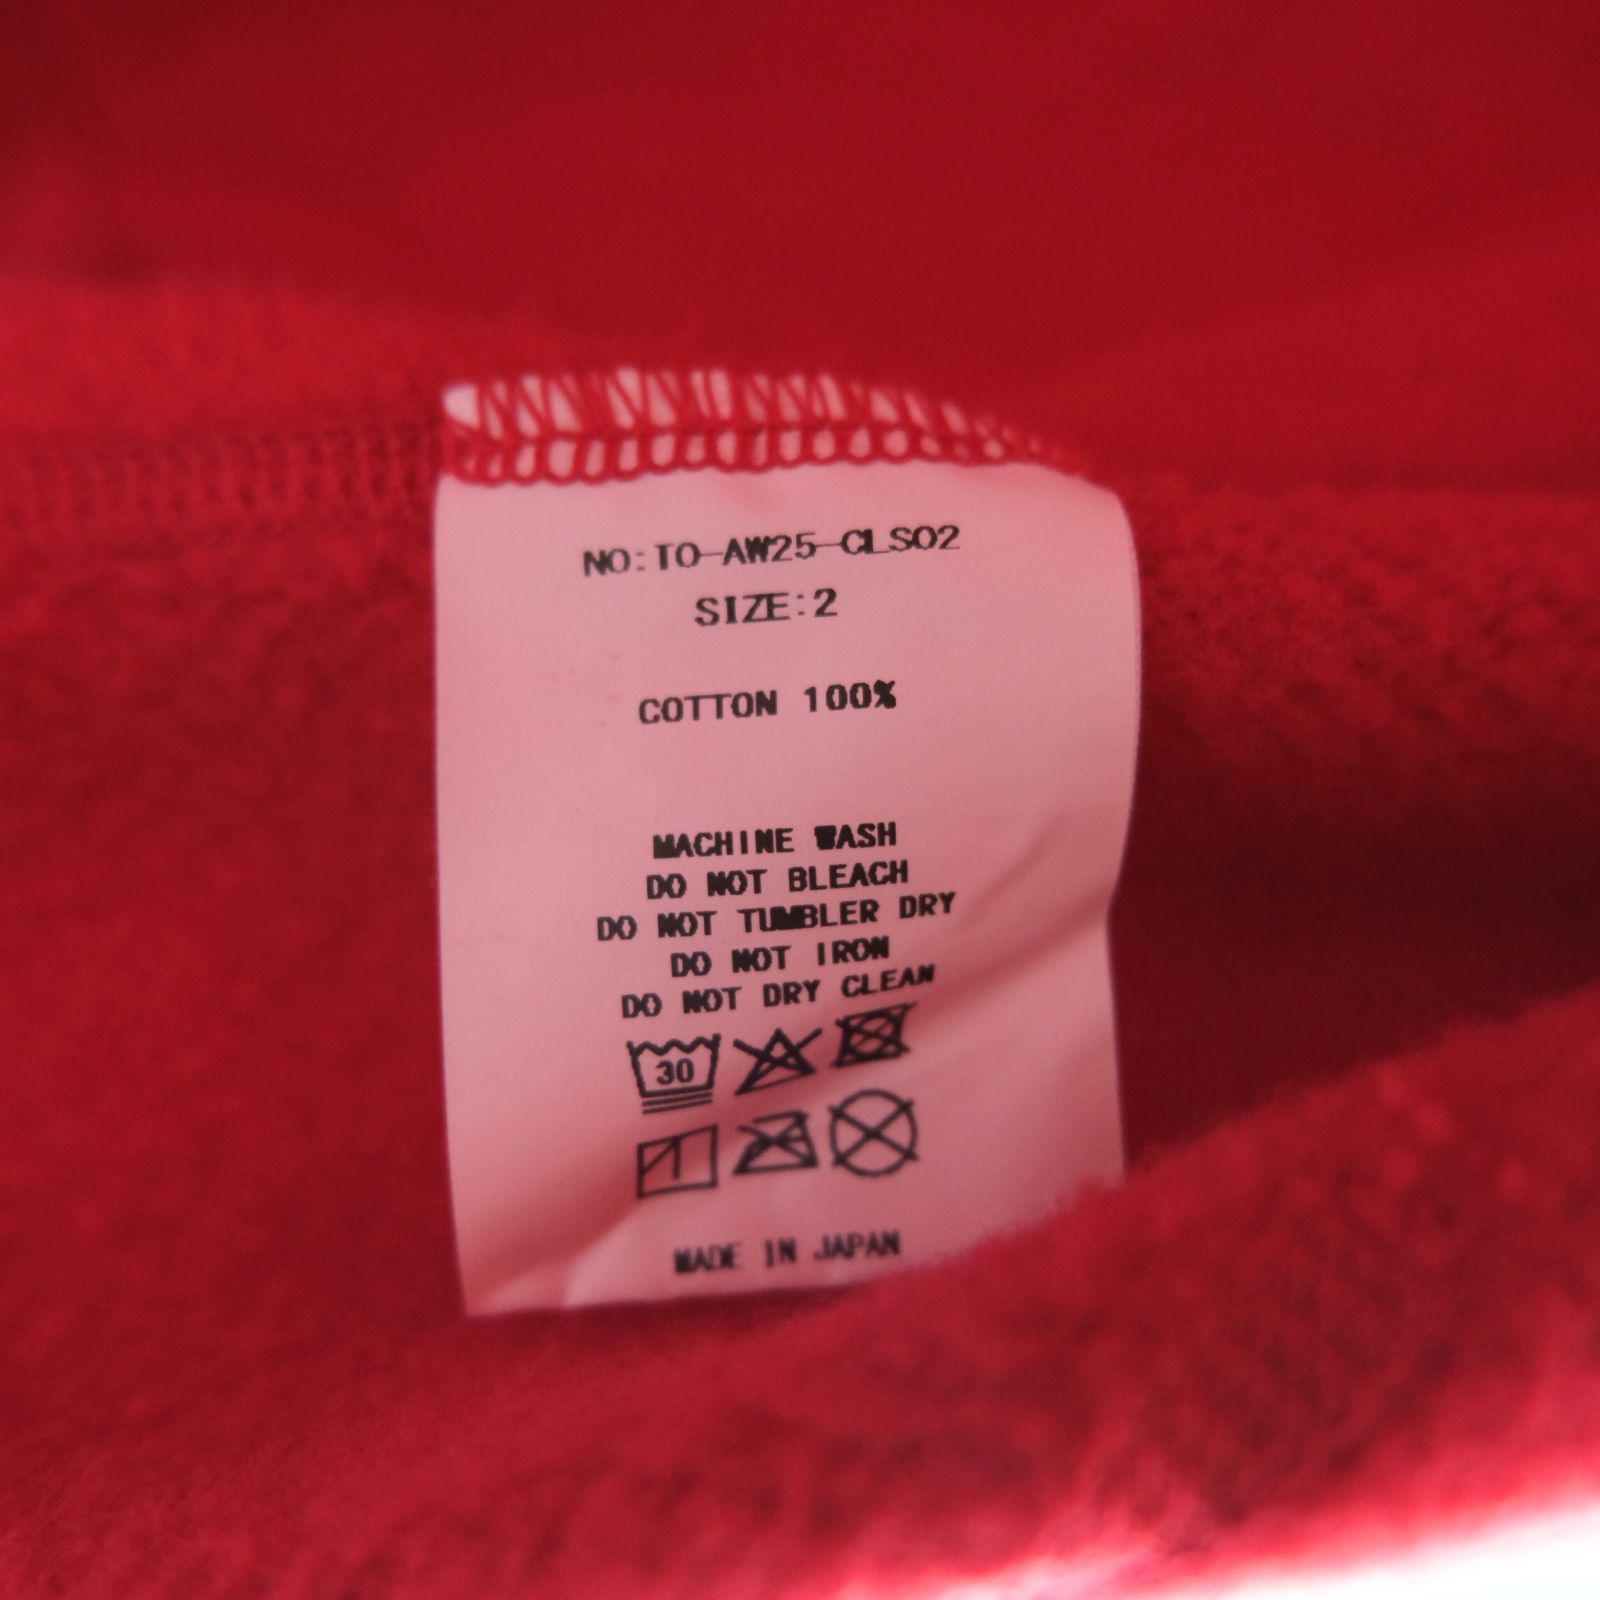 NO:TO-AW25-CLS02
SIZE:2
COTTON 100%
MACHINE WASH
DO NOT BLEACH
DO NOT TUMBLER DRY
DO NOT IRON
DO NOT DRY CLEAN
30
MADE IN JAPAN